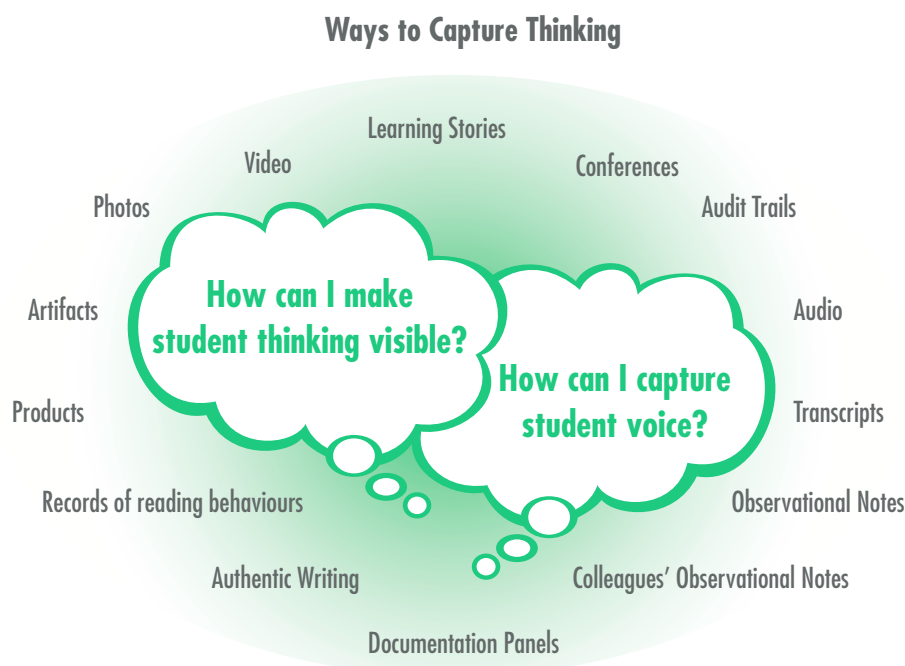 Ways to Capture Thinking
Learning Stories
Video
Conferences
Photos
Audit Trails
How can I make
student thinking visible?
Artifacts
Audio
How can I capture
student voice?
Products
Transcripts
Records of reading behaviours
Observational Notes
Authentic Writing
Colleagues’ Observational Notes
Documentation Panels